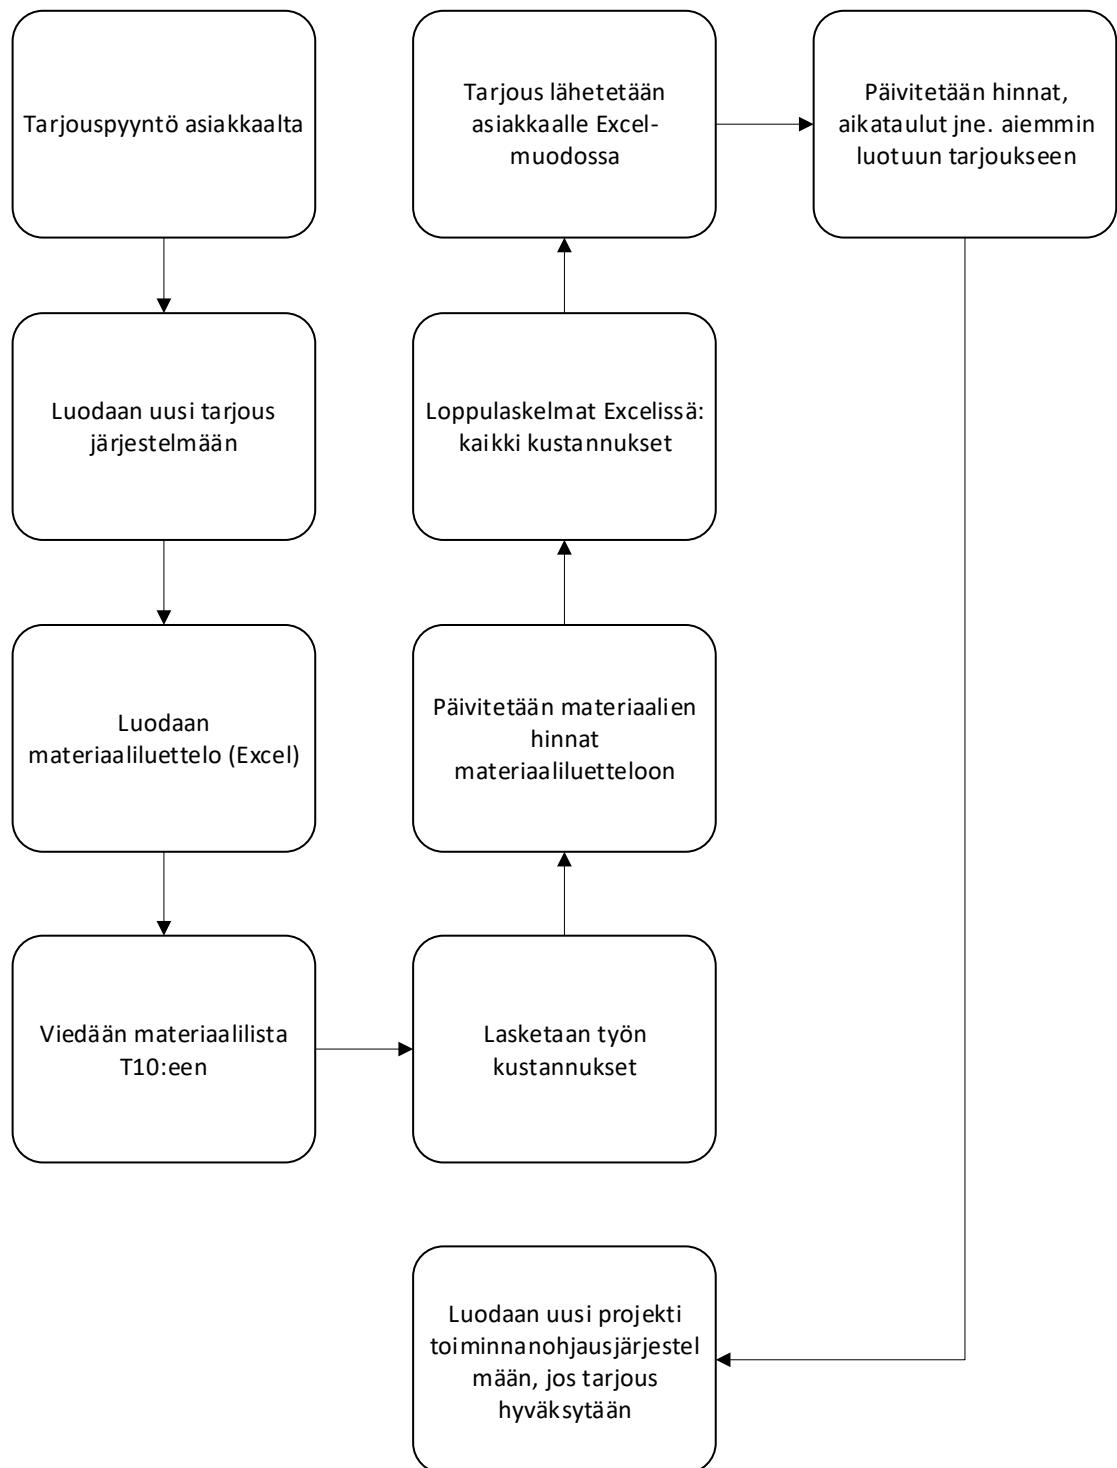 Tarjouspyyntö asiakkaalta
Luodaan uusi tarjous
järjestelmään
Luodaan
materiaaliluettelo (Excel)
Viedään materiaalilista
T10:een
Lasketaan työn
kustannukset
Päivitetään materiaalien
hinnat
materiaaliluetteloon
Loppulaskelmat Excelissä:
kaikki kustannukset
Tarjous lähetetään
asiakkaalle Excel-
muodossa
Päivitetään hinnat,
aikataulut jne. aiemmin
luotuun tarjoukseen
Luodaan uusi projekti
toiminnanohjausjärjestel
mään, jos tarjous
hyväksytään